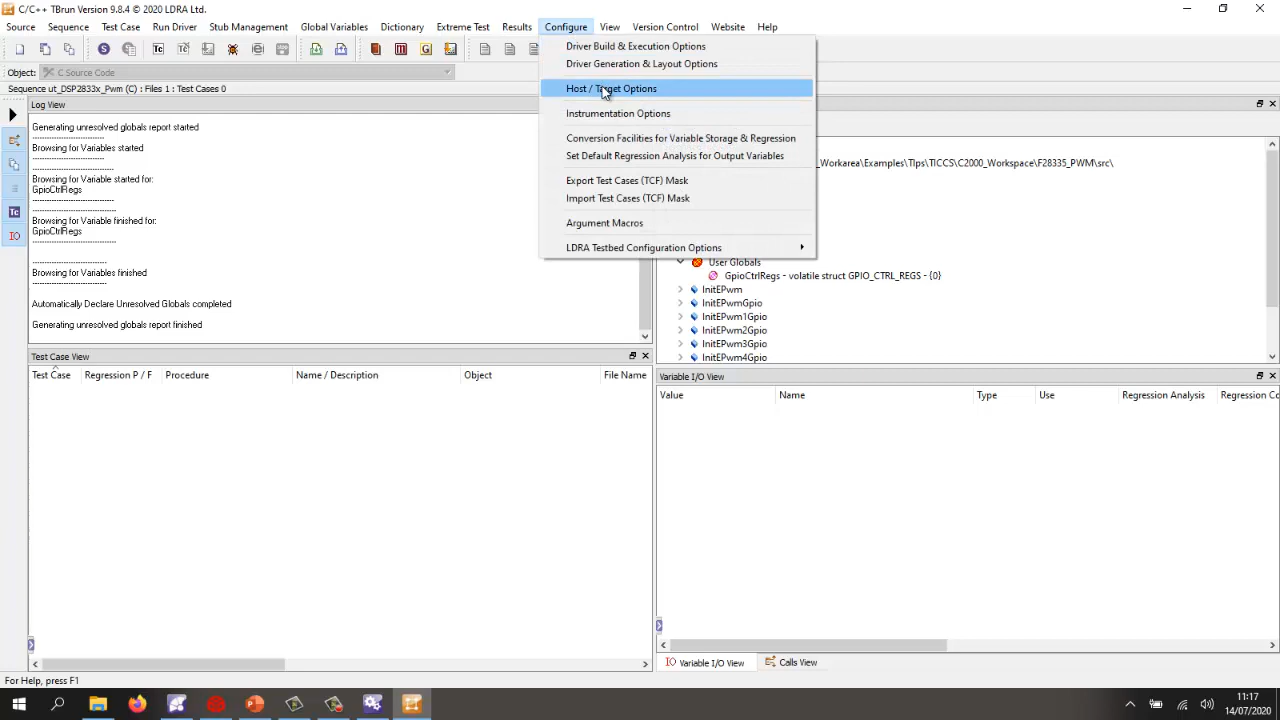 C/C++ TBrun Version 9.8.4 © 2020 LDRA Ltd.
Source Sequence Test Case Run Driver Stub Management Global Variables Dictionary Extreme Test Results Configure View Version Control Website Help
Object: C Source Code
Sequence ut_DSP2833x_Pwm (C) : Files 1 : Test Cases 0
Log View
Generating unresolved globals report started
-------------------------
Browsing for Variables started
-------------------------
Browsing for Variable started for:
GpioCtrlRegs
-------------------------
Browsing for Variable finished for:
GpioCtrlRegs
-------------------------
-------------------------
Browsing for Variables finished
-------------------------
Automatically Declare Unresolved Globals completed
Generating unresolved globals report finished
Driver Build & Execution Options
Driver Generation & Layout Options
Host / Target Options
Instrumentation Options
Conversion Facilities for Variable Storage & Regression
Set Default Regression Analysis for Output Variables
Export Test Cases (TCF) Mask
Import Test Cases (TCF) Mask
Argument Macros
LDRA Testbed Configuration Options
_Workarea\Examples\TIps\TICCS\C2000_Workspace\F28335_PWM\src\
User Globals
GpioCtrlRegs - volatile struct GPIO_CTRL_REGS - {0}
InitEPwm
InitEPwmGpio
InitEPwm1Gpio
InitEPwm2Gpio
InitEPwm3Gpio
InitEPwm4Gpio
Test Case View
Test Case Regression P / F Procedure Name / Description Object File Name
Variable I/O View
Value Name Type Use Regression Analysis Regression Co
Variable I/O View Calls View
For Help, press F1
11:17
14/07/2020